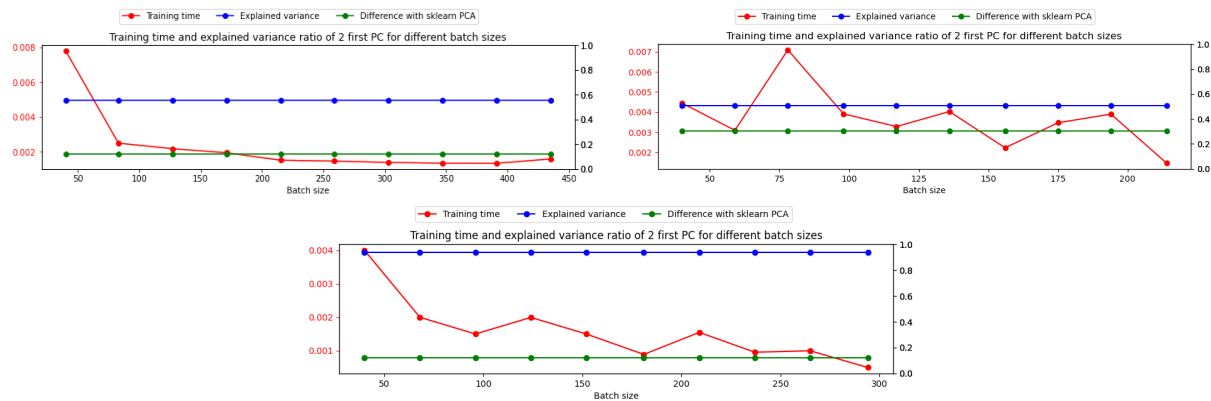 Training time Explained variance Difference with sklearn PCA
Training time and explained variance ratio of 2 first PC for different batch sizes
0.008 1.0
0.8
0.006
0.6
0.004
0.4
0.2
0.002
0.0
50 100 150 200 250 300 350 400 450
Batch size
Training time Explained variance Difference with sklearn PCA
Training time and explained variance ratio of 2 first PC for different batch sizes
1.0
0.007
0.8
0.006
0.005 0.6
0.004
0.4
0.003
0.2
0.002
0.0
50 75 100 125 150 175 200
Batch size
Training time Explained variance Difference with sklearn PCA
Training time and explained variance ratio of 2 first PC for different batch sizes
1.0
0.004
0.8
0.003
0.6
0.002 0.4
0.2
0.001
0.0
50 100 150 200 250 300
Batch size